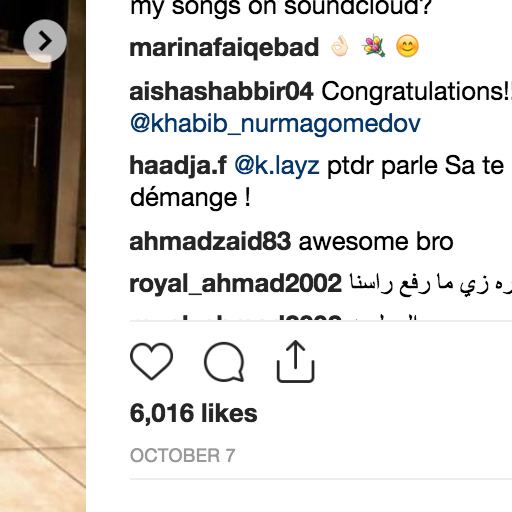 my songs on soundcloud?
marinafaiqebad 👌🏻 💐 😊
aishashabbir04 Congratulations!!
@khabib_nurmagomedov
haadja.f @k.layz ptdr parle Sa te
démange !
ahmadzaid83 awesome bro
royal_ahmad2002 ره زي ما رفع راسنا
6,016 likes
OCTOBER 7